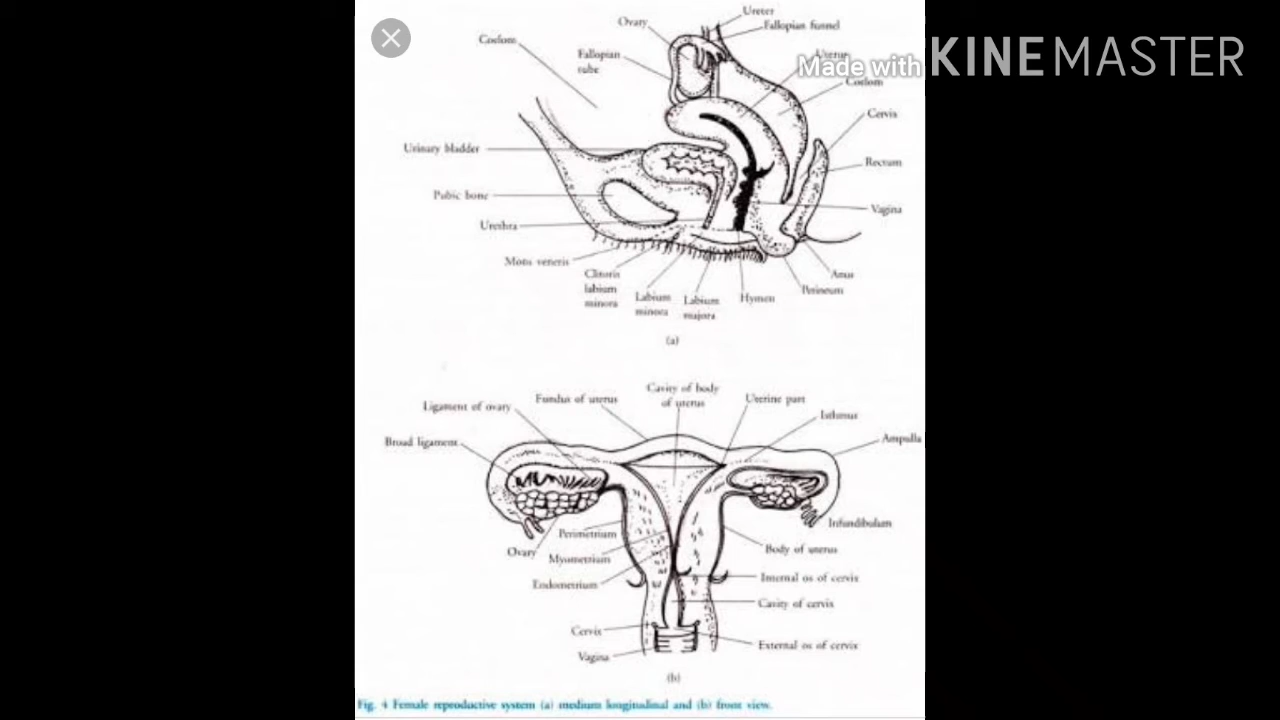 Ureter
Ovary
Fallopian funnel
Coelom
Fallopian
tube
Uterus
Made with KINEMASTER
Coelom
Cervix
Urinary bladder
Rectum
Pubic bone
Vagina
Urethra
Mons veneris
Clitoris
labium
minora
Labium
minora
Labium
majora
Hymen
Anus
Perineum
(a)
Cavity of body
of uterus
Fundus of uterus
Uterine part
Ligament of ovary
Isthmus
Broad ligament
Ampulla
Infundibulum
Perimetrium
Ovary
Myometrium
Body of uterus
Endometrium
Internal os of cervix
Cavity of cervix
Cervix
External os of cervix
Vagina
(b)
Fig. 4 Female reproductive system (a) medium longitudinal and (b) front view.